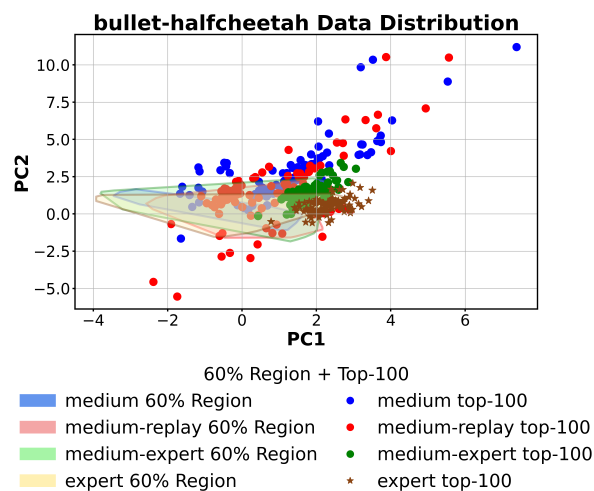 bullet-halfcheetah Data Distribution
PC2
10.0
7.5
5.0
2.5
0.0
−2.5
−5.0
−4 −2 0 2 4 6
PC1
60% Region + Top-100
medium 60% Region medium top-100
medium-replay 60% Region medium-replay top-100
medium-expert 60% Region medium-expert top-100
expert 60% Region expert top-100